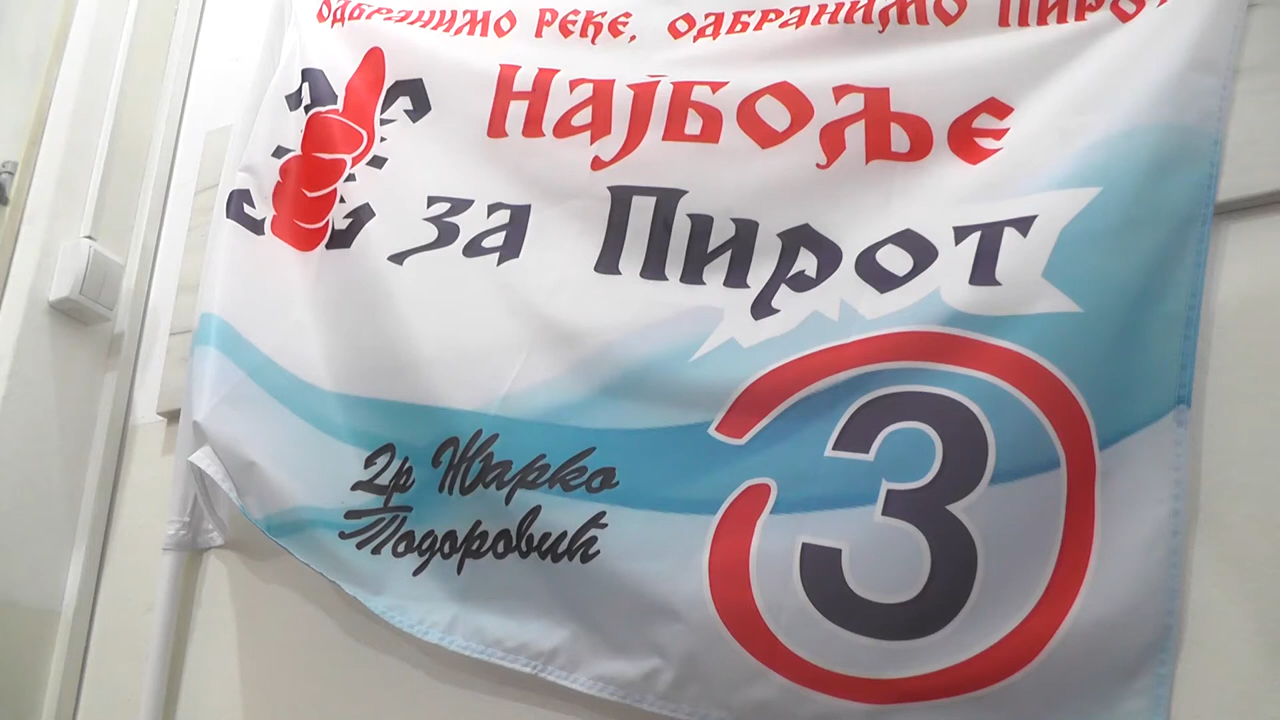 ОДБРАНИМО РЕКЕ, ОДБРАНИМО ПИРОТ
Најбоље
за Пирот
др Жарко
Тодоровић
3